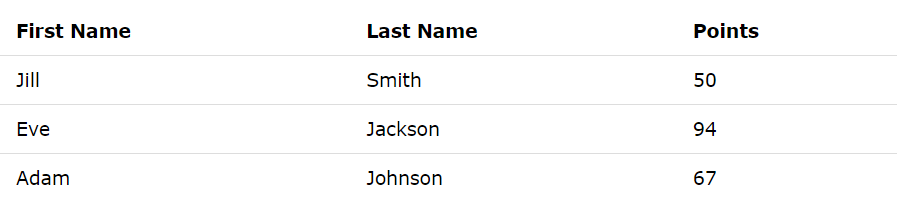 First Name Last Name Points
Jill Smith 50
Eve Jackson 94
Adam Johnson 67